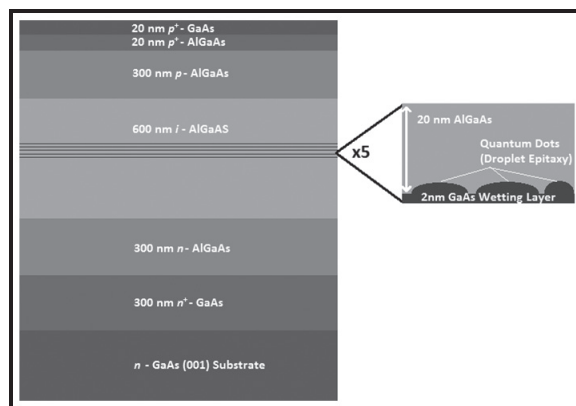 20 nm p⁺- GaAs
20 nm p⁺- AlGaAs
300 nm p- AlGaAs
600 nm i - AlGaAS
x5
20 nm AlGaAs
Quantum Dots
(Droplet Epitaxy)
2nm GaAs Wetting Layer
300 nm n- AlGaAs
300 nm n⁺- GaAs
n - GaAs (001) Substrate